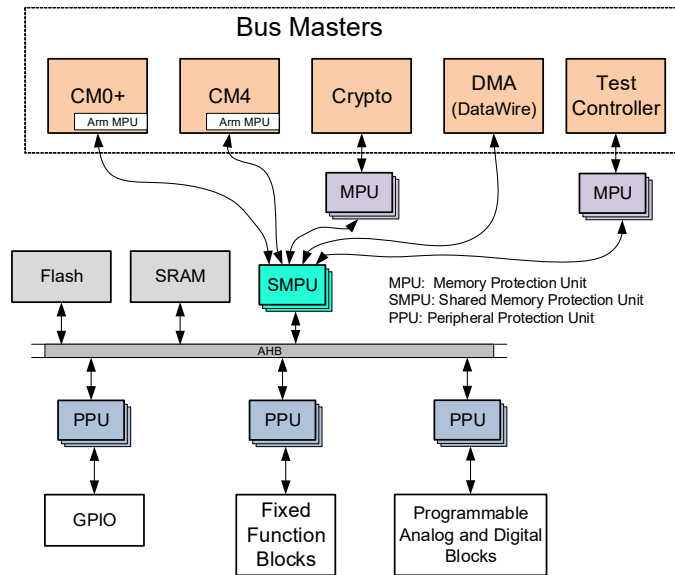 Bus Masters
CM0+
Arm MPU
CM4
Arm MPU
Crypto
DMA
(DataWire)
Test
Controller
MPU
MPU
Flash
SRAM
SMPU
MPU: Memory Protection Unit
SMPU: Shared Memory Protection Unit
PPU: Peripheral Protection Unit
AHB
PPU
PPU
PPU
GPIO
Fixed
Function
Blocks
Programmable
Analog and Digital
Blocks